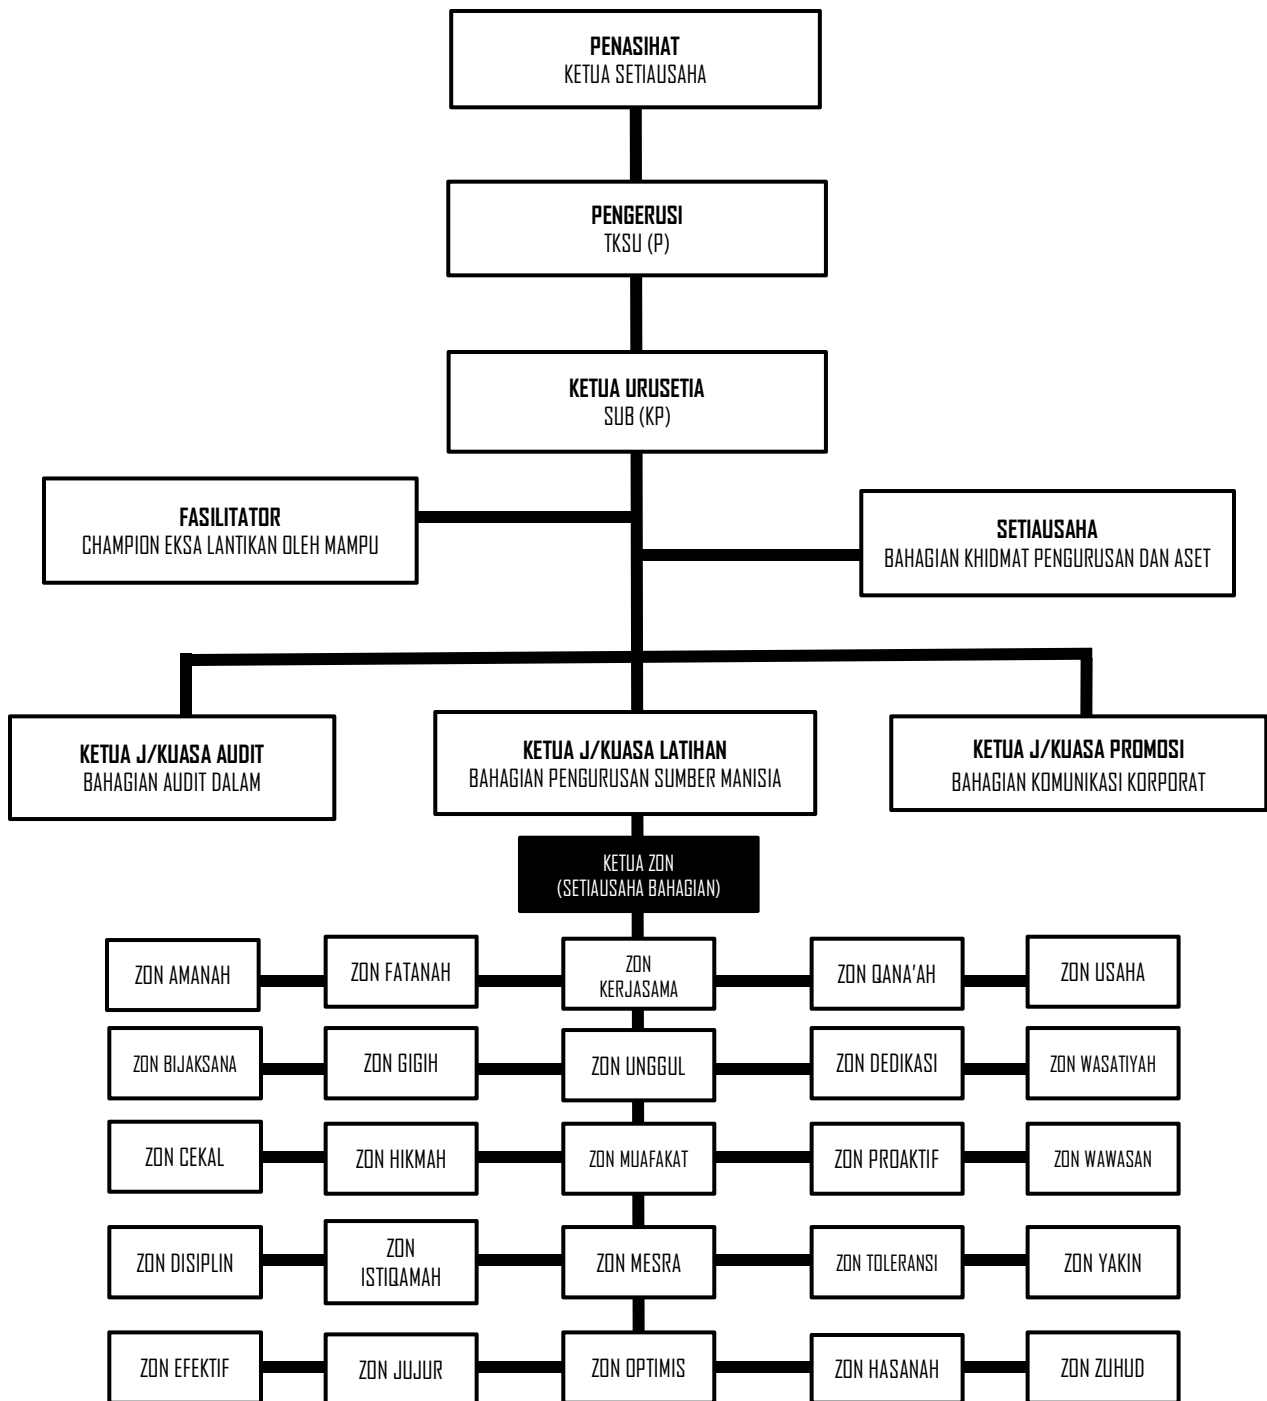 PENASIHAT
KETUA SETIAUSAHA
PENGERUSI
TKSU (P)
KETUA URUSETIA
SUB (KP)
FASILITATOR
CHAMPION EKSA LANTIKAN OLEH MAMPU
SETIAUSAHA
BAHAGIAN KHIDMAT PENGURUSAN DAN ASET
KETUA J/KUASA AUDIT
BAHAGIAN AUDIT DALAM
KETUA J/KUASA LATIHAN
BAHAGIAN PENGURUSAN SUMBER MANISIA
KETUA J/KUASA PROMOSI
BAHAGIAN KOMUNIKASI KORPORAT
KETUA ZON
(SETIAUSAHA BAHAGIAN)
ZON AMANAH
ZON FATANAH
ZON
KERJASAMA
ZON QANA'AH
ZON USAHA
ZON BIJAKSANA
ZON GIGIH
ZON UNGGUL
ZON DEDIKASI
ZON WASATIYAH
ZON CEKAL
ZON HIKMAH
ZON MUAFAKAT
ZON PROAKTIF
ZON WAWASAN
ZON DISIPLIN
ZON
ISTIQAMAH
ZON MESRA
ZON TOLERANSI
ZON YAKIN
ZON EFEKTIF
ZON JUJUR
ZON OPTIMIS
ZON HASANAH
ZON ZUHUD